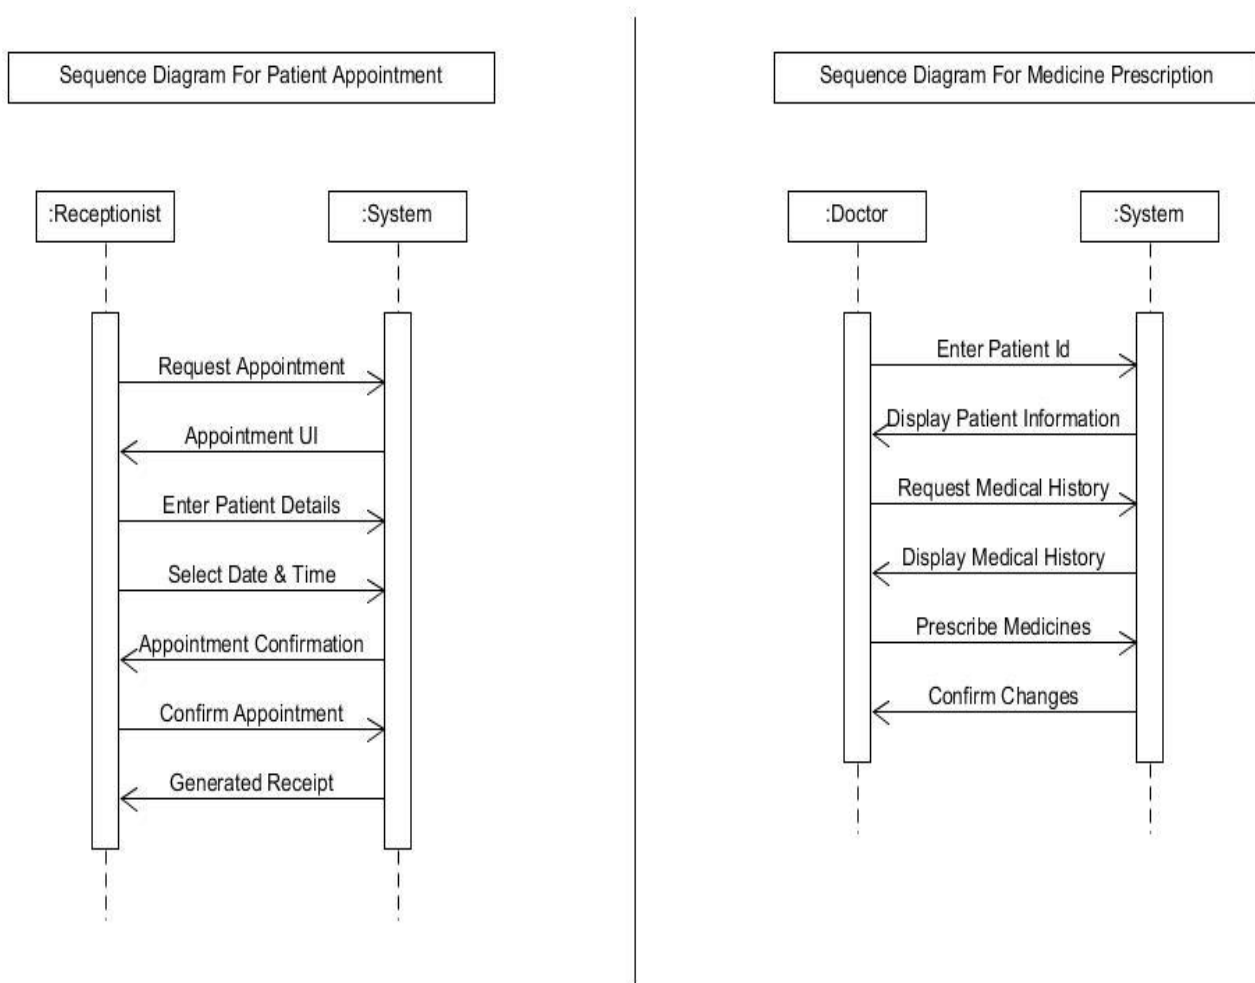 Sequence Diagram For Patient Appointment
:Receptionist
:System
Request Appointment
Appointment UI
Enter Patient Details
Select Date & Time
Appointment Confirmation
Confirm Appointment
Generated Receipt
Sequence Diagram For Medicine Prescription
:Doctor
:System
Enter Patient Id
Display Patient Information
Request Medical History
Display Medical History
Prescribe Medicines
Confirm Changes